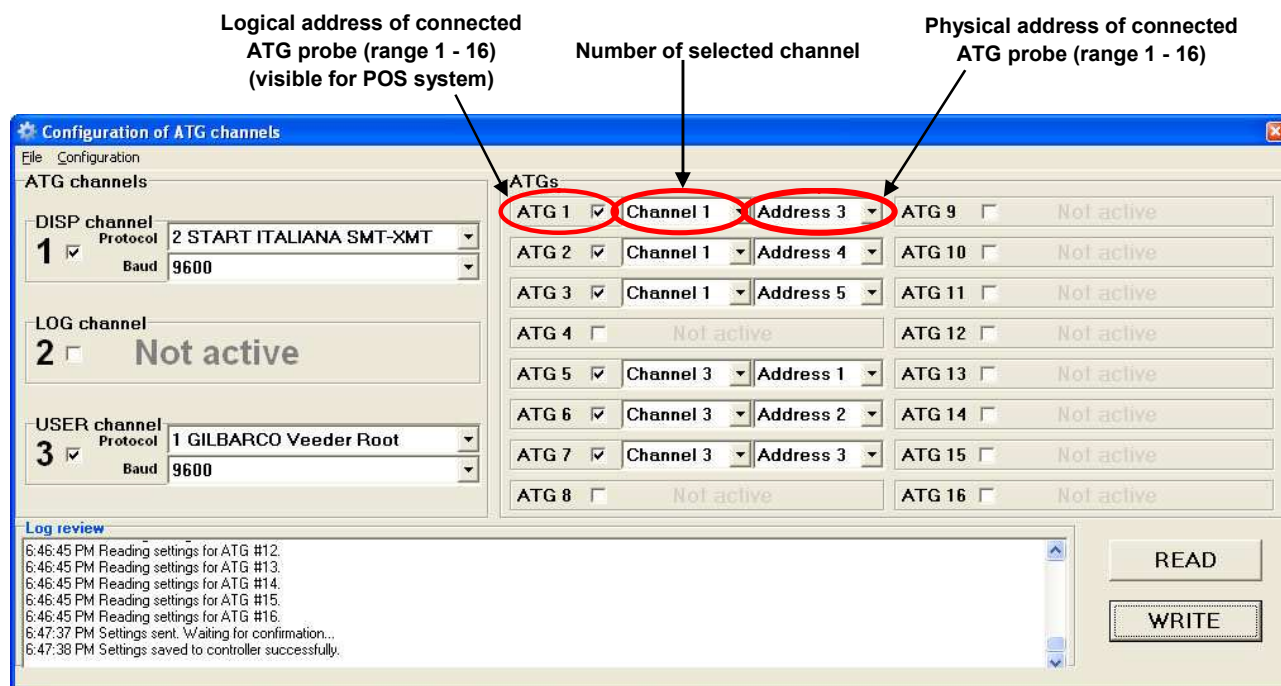 Logical address of connected
ATG probe (range 1 - 16)
(visible for POS system)
Number of selected channel
Physical address of connected
ATG probe (range 1 - 16)
Configuration of ATG channels
File Configuration
ATG channels
DISP channel
1
Protocol 2 START ITALIANA SMT-XMT
Baud 9600
LOG channel
2 Not active
USER channel
3
Protocol 1 GILBARCO Veeder Root
Baud 9600
ATGs
ATG 1 Channel 1 Address 3
ATG 2 Channel 1 Address 4
ATG 3 Channel 1 Address 5
ATG 4 Not active
ATG 5 Channel 3 Address 1
ATG 6 Channel 3 Address 2
ATG 7 Channel 3 Address 3
ATG 8 Not active
ATG 9 Not active
ATG 10 Not active
ATG 11 Not active
ATG 12 Not active
ATG 13 Not active
ATG 14 Not active
ATG 15 Not active
ATG 16 Not active
Log review
6:46:45 PM Reading settings for ATG #12.
6:46:45 PM Reading settings for ATG #13.
6:46:45 PM Reading settings for ATG #14.
6:46:45 PM Reading settings for ATG #15.
6:46:45 PM Reading settings for ATG #16.
6:47:37 PM Settings sent. Waiting for confirmation...
6:47:38 PM Settings saved to controller successfully.
READ
WRITE